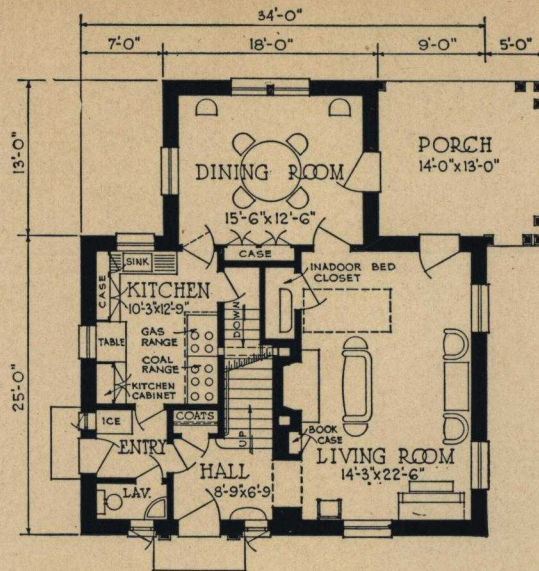 34'-0"
7'-0" 18'-0" 9'-0" 5'-0"
13'-0"
25'-0"
PORCH
14'-0"x13'-0"
DINING ROOM
15'-6"x12'-6"
CASE
SINK
CASE
KITCHEN
10'-3"x12'-9"
INADOOR BED
CLOSET
GAS
RANGE
DOWN
TABLE
COAL
RANGE
KITCHEN
CABINET
ICE
COATS
UP
BOOK
CASE
ENTRY
HALL
8'-9"x6'-9
LIVING ROOM
14'-3"x22'-6"
LAV.